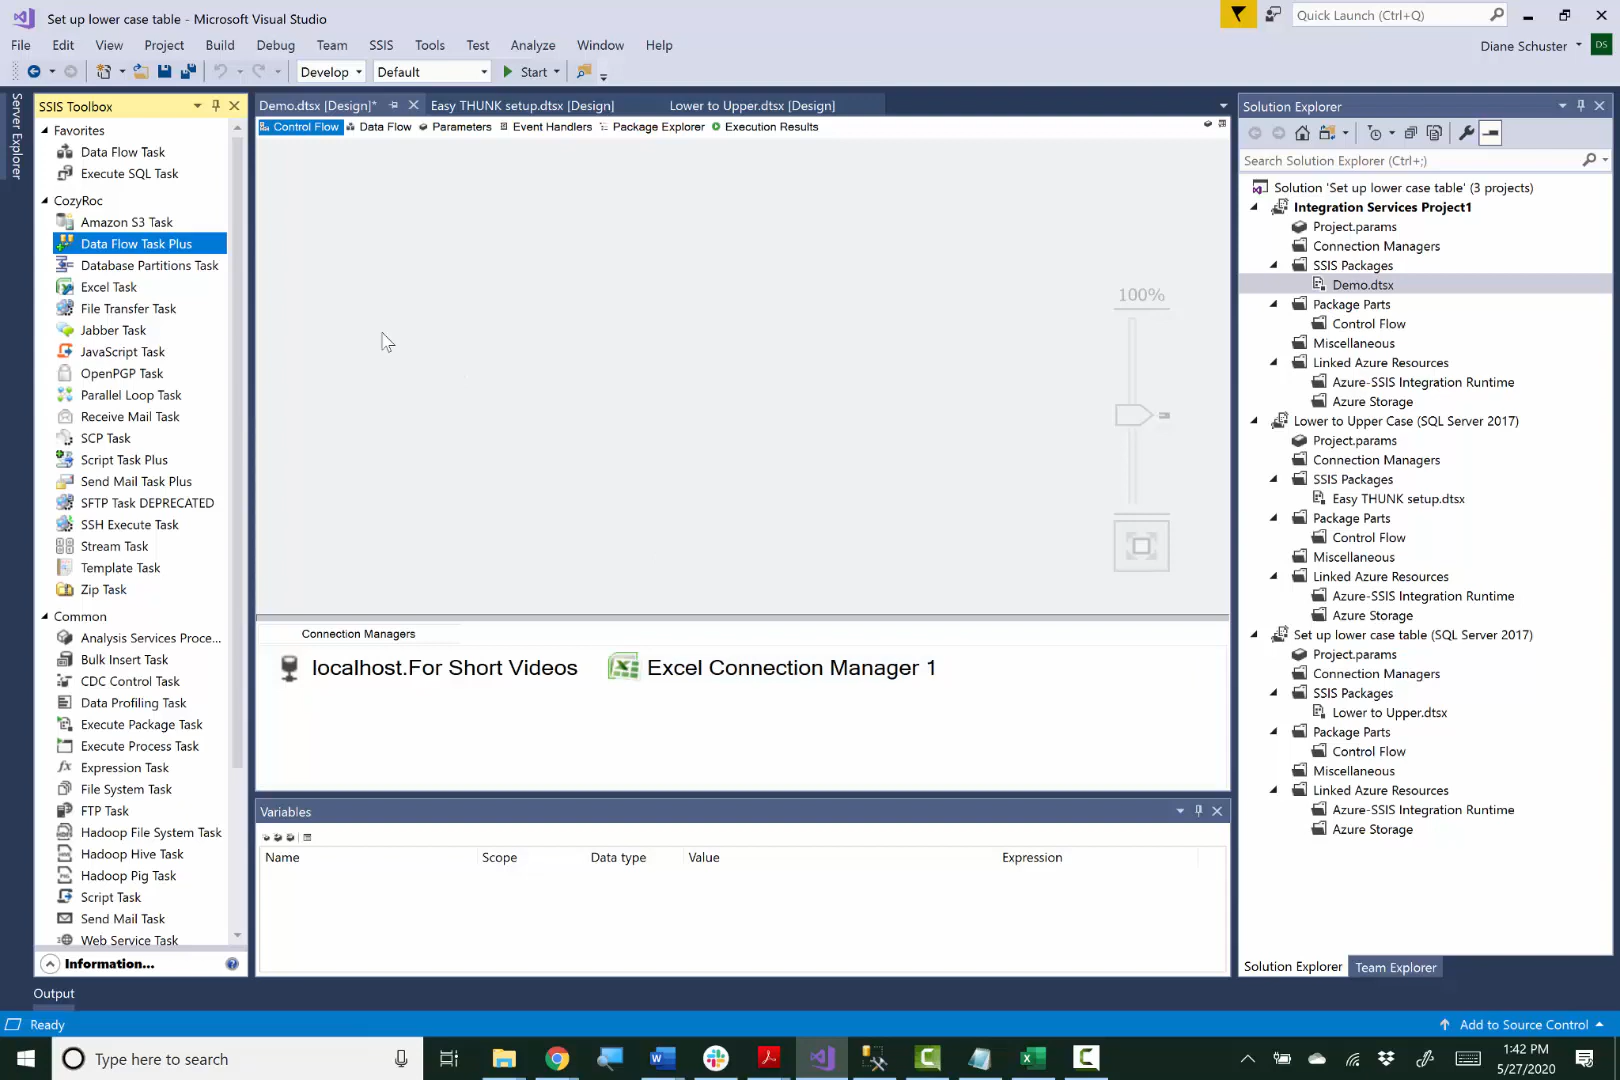 Set up lower case table - Microsoft Visual Studio
Quick Launch (Ctrl+Q)
File Edit View Project Build Debug Team SSIS Tools Test Analyze Window Help
Diane Schuster
DS
Develop
Default
Start
Server Explorer
SSIS Toolbox
Favorites
Data Flow Task
Execute SQL Task
CozyRoc
Amazon S3 Task
Data Flow Task Plus
Database Partitions Task
Excel Task
File Transfer Task
Jabber Task
JavaScript Task
OpenPGP Task
Parallel Loop Task
Receive Mail Task
SCP Task
Script Task Plus
Send Mail Task Plus
SFTP Task DEPRECATED
SSH Execute Task
Stream Task
Template Task
Zip Task
Common
Analysis Services Proce...
Bulk Insert Task
CDC Control Task
Data Profiling Task
Execute Package Task
Execute Process Task
Expression Task
File System Task
FTP Task
Hadoop File System Task
Hadoop Hive Task
Hadoop Pig Task
Script Task
Send Mail Task
Web Service Task
Information...
Demo.dtsx [Design]*
Easy THUNK setup.dtsx [Design]
Lower to Upper.dtsx [Design]
Control Flow
Data Flow
Parameters
Event Handlers
Package Explorer
Execution Results
100%
Connection Managers
localhost.For Short Videos
Excel Connection Manager 1
Variables
Name Scope Data type Value Expression
Solution Explorer
Search Solution Explorer (Ctrl+;)
Solution 'Set up lower case table' (3 projects)
Integration Services Project1
Project.params
Connection Managers
SSIS Packages
Demo.dtsx
Package Parts
Control Flow
Miscellaneous
Linked Azure Resources
Azure-SSIS Integration Runtime
Azure Storage
Lower to Upper Case (SQL Server 2017)
Project.params
Connection Managers
SSIS Packages
Easy THUNK setup.dtsx
Package Parts
Control Flow
Miscellaneous
Linked Azure Resources
Azure-SSIS Integration Runtime
Azure Storage
Set up lower case table (SQL Server 2017)
Project.params
Connection Managers
SSIS Packages
Lower to Upper.dtsx
Package Parts
Control Flow
Miscellaneous
Linked Azure Resources
Azure-SSIS Integration Runtime
Azure Storage
Solution Explorer
Team Explorer
Output
Ready
Add to Source Control
Type here to search
1:42 PM
5/27/2020